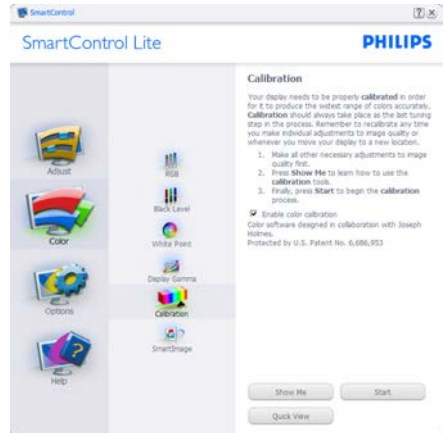 SmartControl
SmartControl Lite
PHILIPS
Adjust
Color
Options
Help
RGB
Black Level
White Point
Display Gamma
Calibration
SmartImage
Calibration
Your display needs to be properly calibrated in order
for it to produce the widest range of colors accurately.
Calibration should always take place as the last tuning
step in the process. Remember to recalibrate any time
you make individual adjustments to image quality or
whenever you move your display to a new location.
1. Make all other necessary adjustments to image
quality first.
2. Press Show Me to learn how to use the
calibration tools.
3. Finally, press Start to begin the calibration
process.
Enable color calibration
Color software designed in collaboration with Joseph
Holmes.
Protected by U.S. Patent No. 6,686,953
Show Me
Start
Quick View